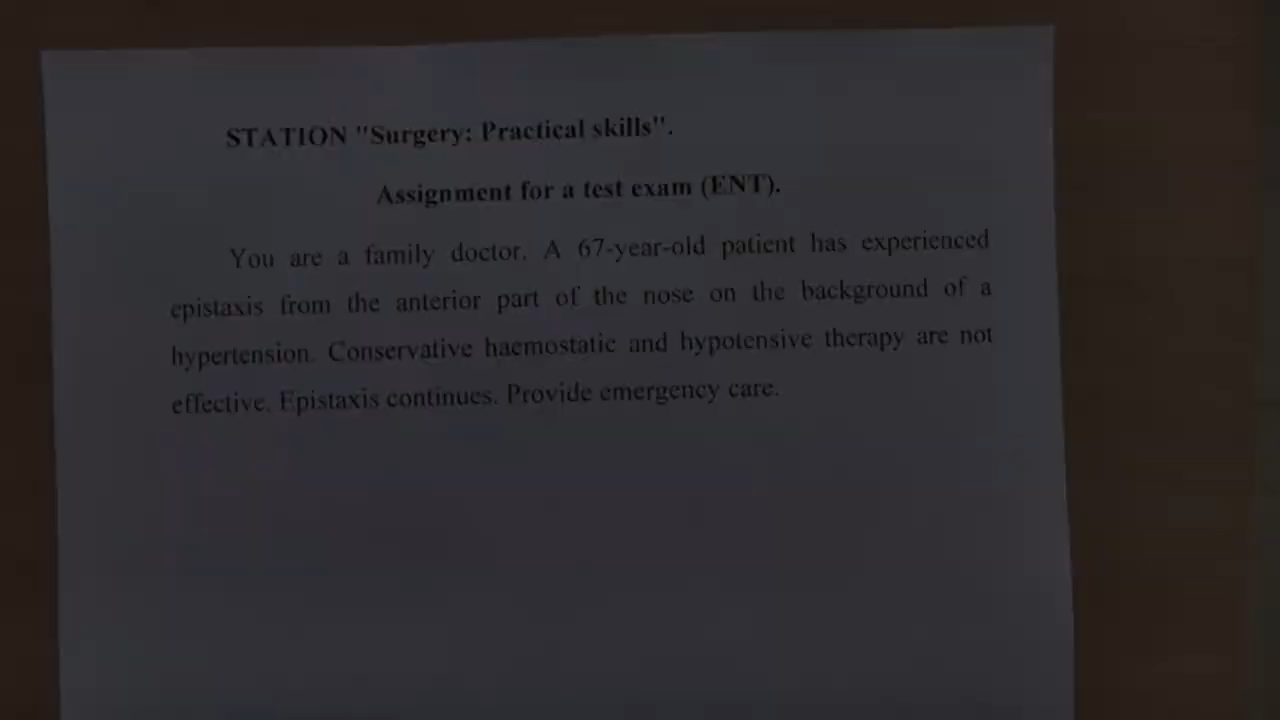 STATION "Surgery: Practical skills".
Assignment for a test exam (ENT).
You are a family doctor. A 67-year-old patient has experienced
epistaxis from the anterior part of the nose on the background of a
hypertension. Conservative haemostatic and hypotensive therapy are not
effective. Epistaxis continues. Provide emergency care.